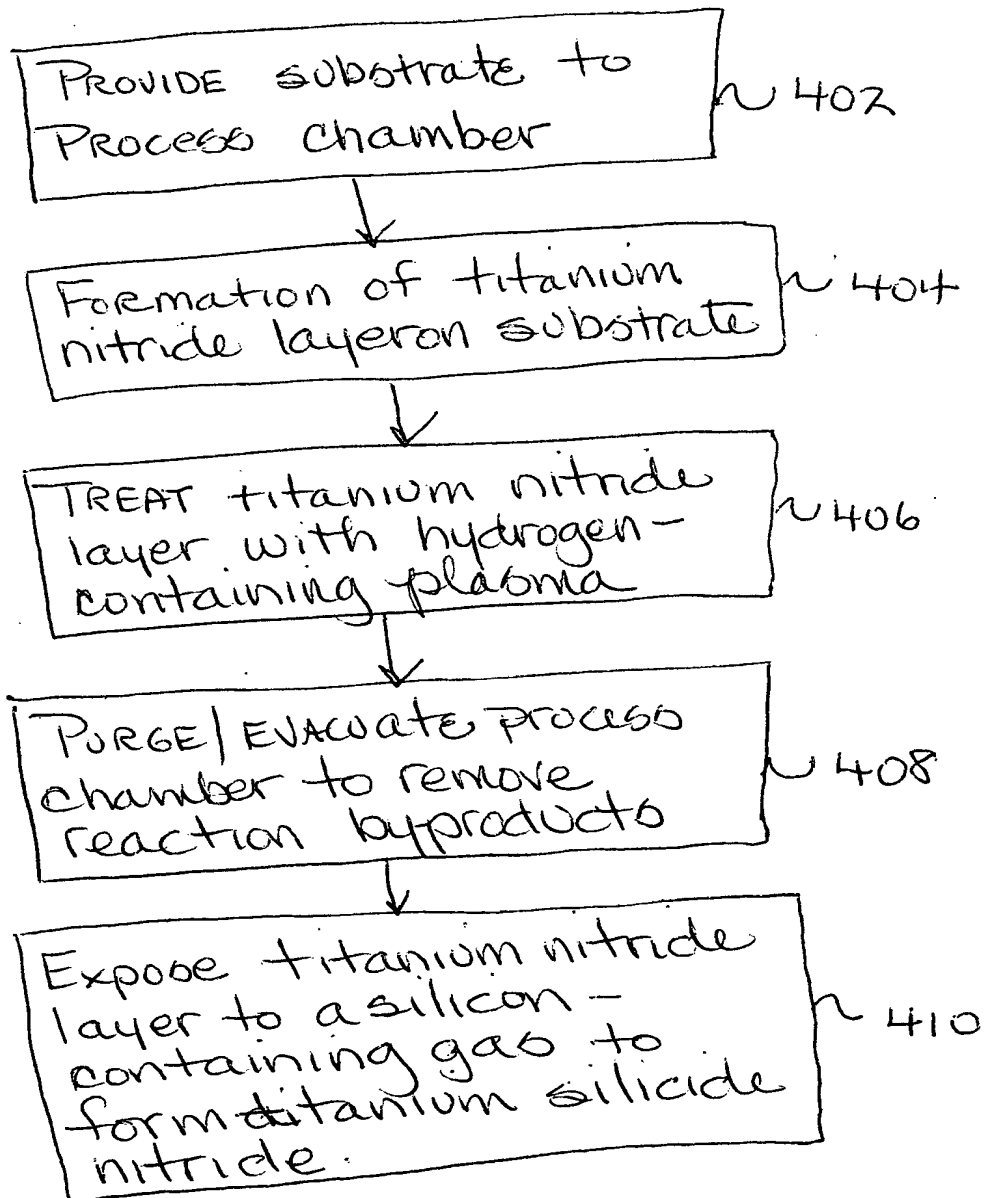 PROVIDE substrate to
PROCESS chamber
402
Formation of titanium
nitride layeron substrate
404
TREAT titanium nitride
layer with hydrogen-
containing plasma
406
PURGE/EVACUATE process
chamber to remove
reaction byproducts
408
Expose titanium nitride
layer to a silicon-
containing gas to
form titanium silicide
nitride.
410